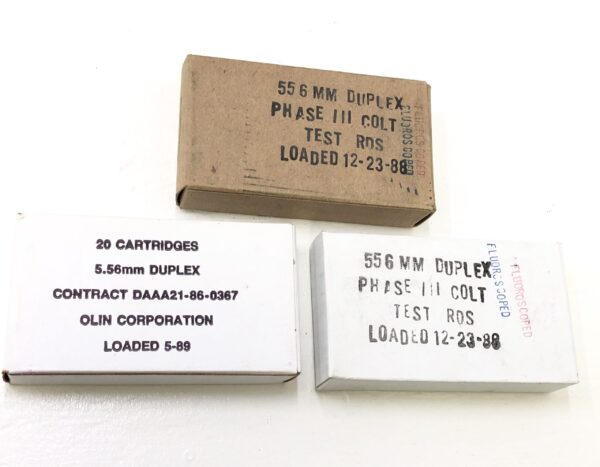 556 MM DUPLEX
PHASE III COLT
TEST RDS
LOADED 12-23-88
FLUOROSCOPED
FLUOROSCOPED
20 CARTRIDGES
5.56mm DUPLEX
CONTRACT DAAA21-86-0367
OLIN CORPORATION
LOADED 5-89
556 MM DUPLEX
PHASE III COLT
TEST RDS
LOADED 12-23-88
FLUOROSCOPED
FLUOROSCOPED